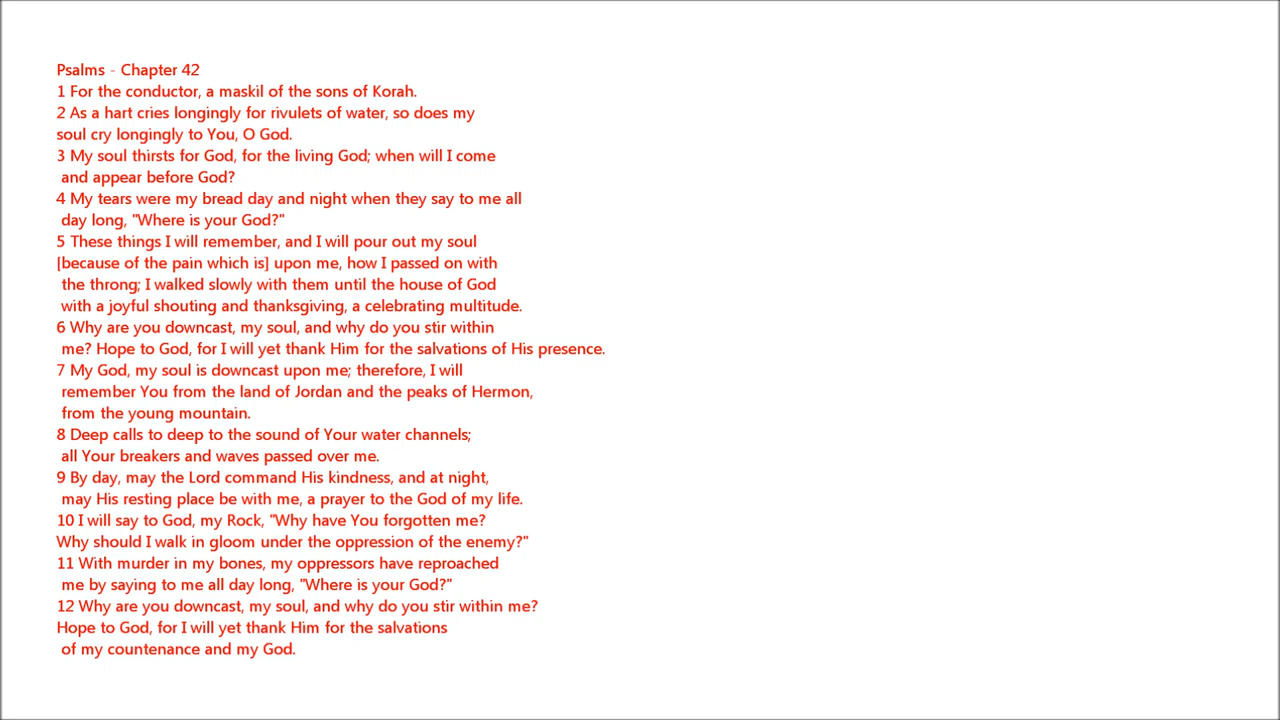 Psalms - Chapter 42
1 For the conductor, a maskil of the sons of Korah.
2 As a hart cries longingly for rivulets of water, so does my
soul cry longingly to You, O God.
3 My soul thirsts for God, for the living God; when will I come
and appear before God?
4 My tears were my bread day and night when they say to me all
day long, "Where is your God?"
5 These things I will remember, and I will pour out my soul
[because of the pain which is] upon me, how I passed on with
the throng; I walked slowly with them until the house of God
with a joyful shouting and thanksgiving, a celebrating multitude.
6 Why are you downcast, my soul, and why do you stir within
me? Hope to God, for I will yet thank Him for the salvations of His presence.
7 My God, my soul is downcast upon me; therefore, I will
remember You from the land of Jordan and the peaks of Hermon,
from the young mountain.
8 Deep calls to deep to the sound of Your water channels;
all Your breakers and waves passed over me.
9 By day, may the Lord command His kindness, and at night,
may His resting place be with me, a prayer to the God of my life.
10 I will say to God, my Rock, "Why have You forgotten me?
Why should I walk in gloom under the oppression of the enemy?"
11 With murder in my bones, my oppressors have reproached
me by saying to me all day long, "Where is your God?"
12 Why are you downcast, my soul, and why do you stir within me?
Hope to God, for I will yet thank Him for the salvations
of my countenance and my God.